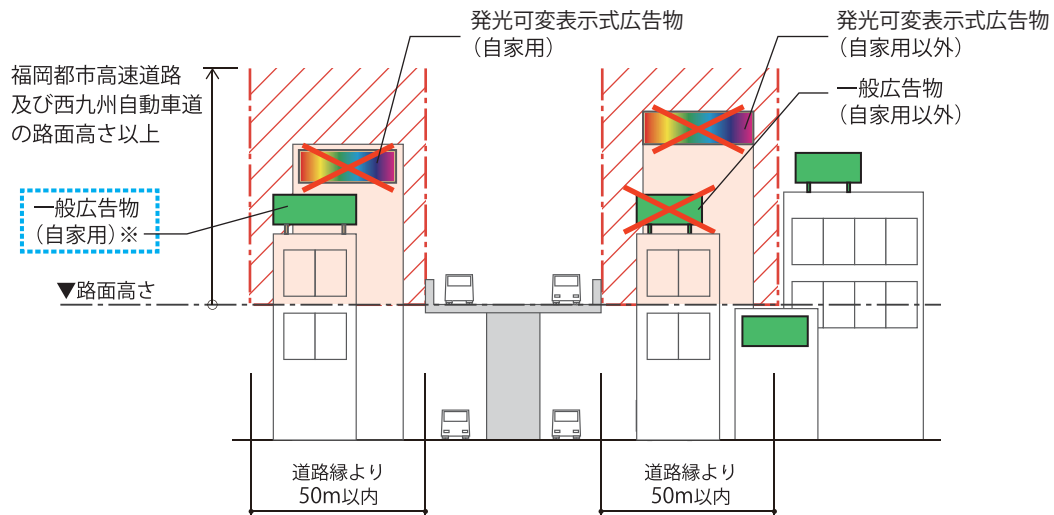 発光可変表示式広告物
（自家用）
発光可変表示式広告物
（自家用以外）
一般広告物
（自家用以外）
福岡都市高速道路
及び西九州自動車道
の路面高さ以上
一般広告物
（自家用）※
▼路面高さ
道路縁より
50m以内
道路縁より
50m以内